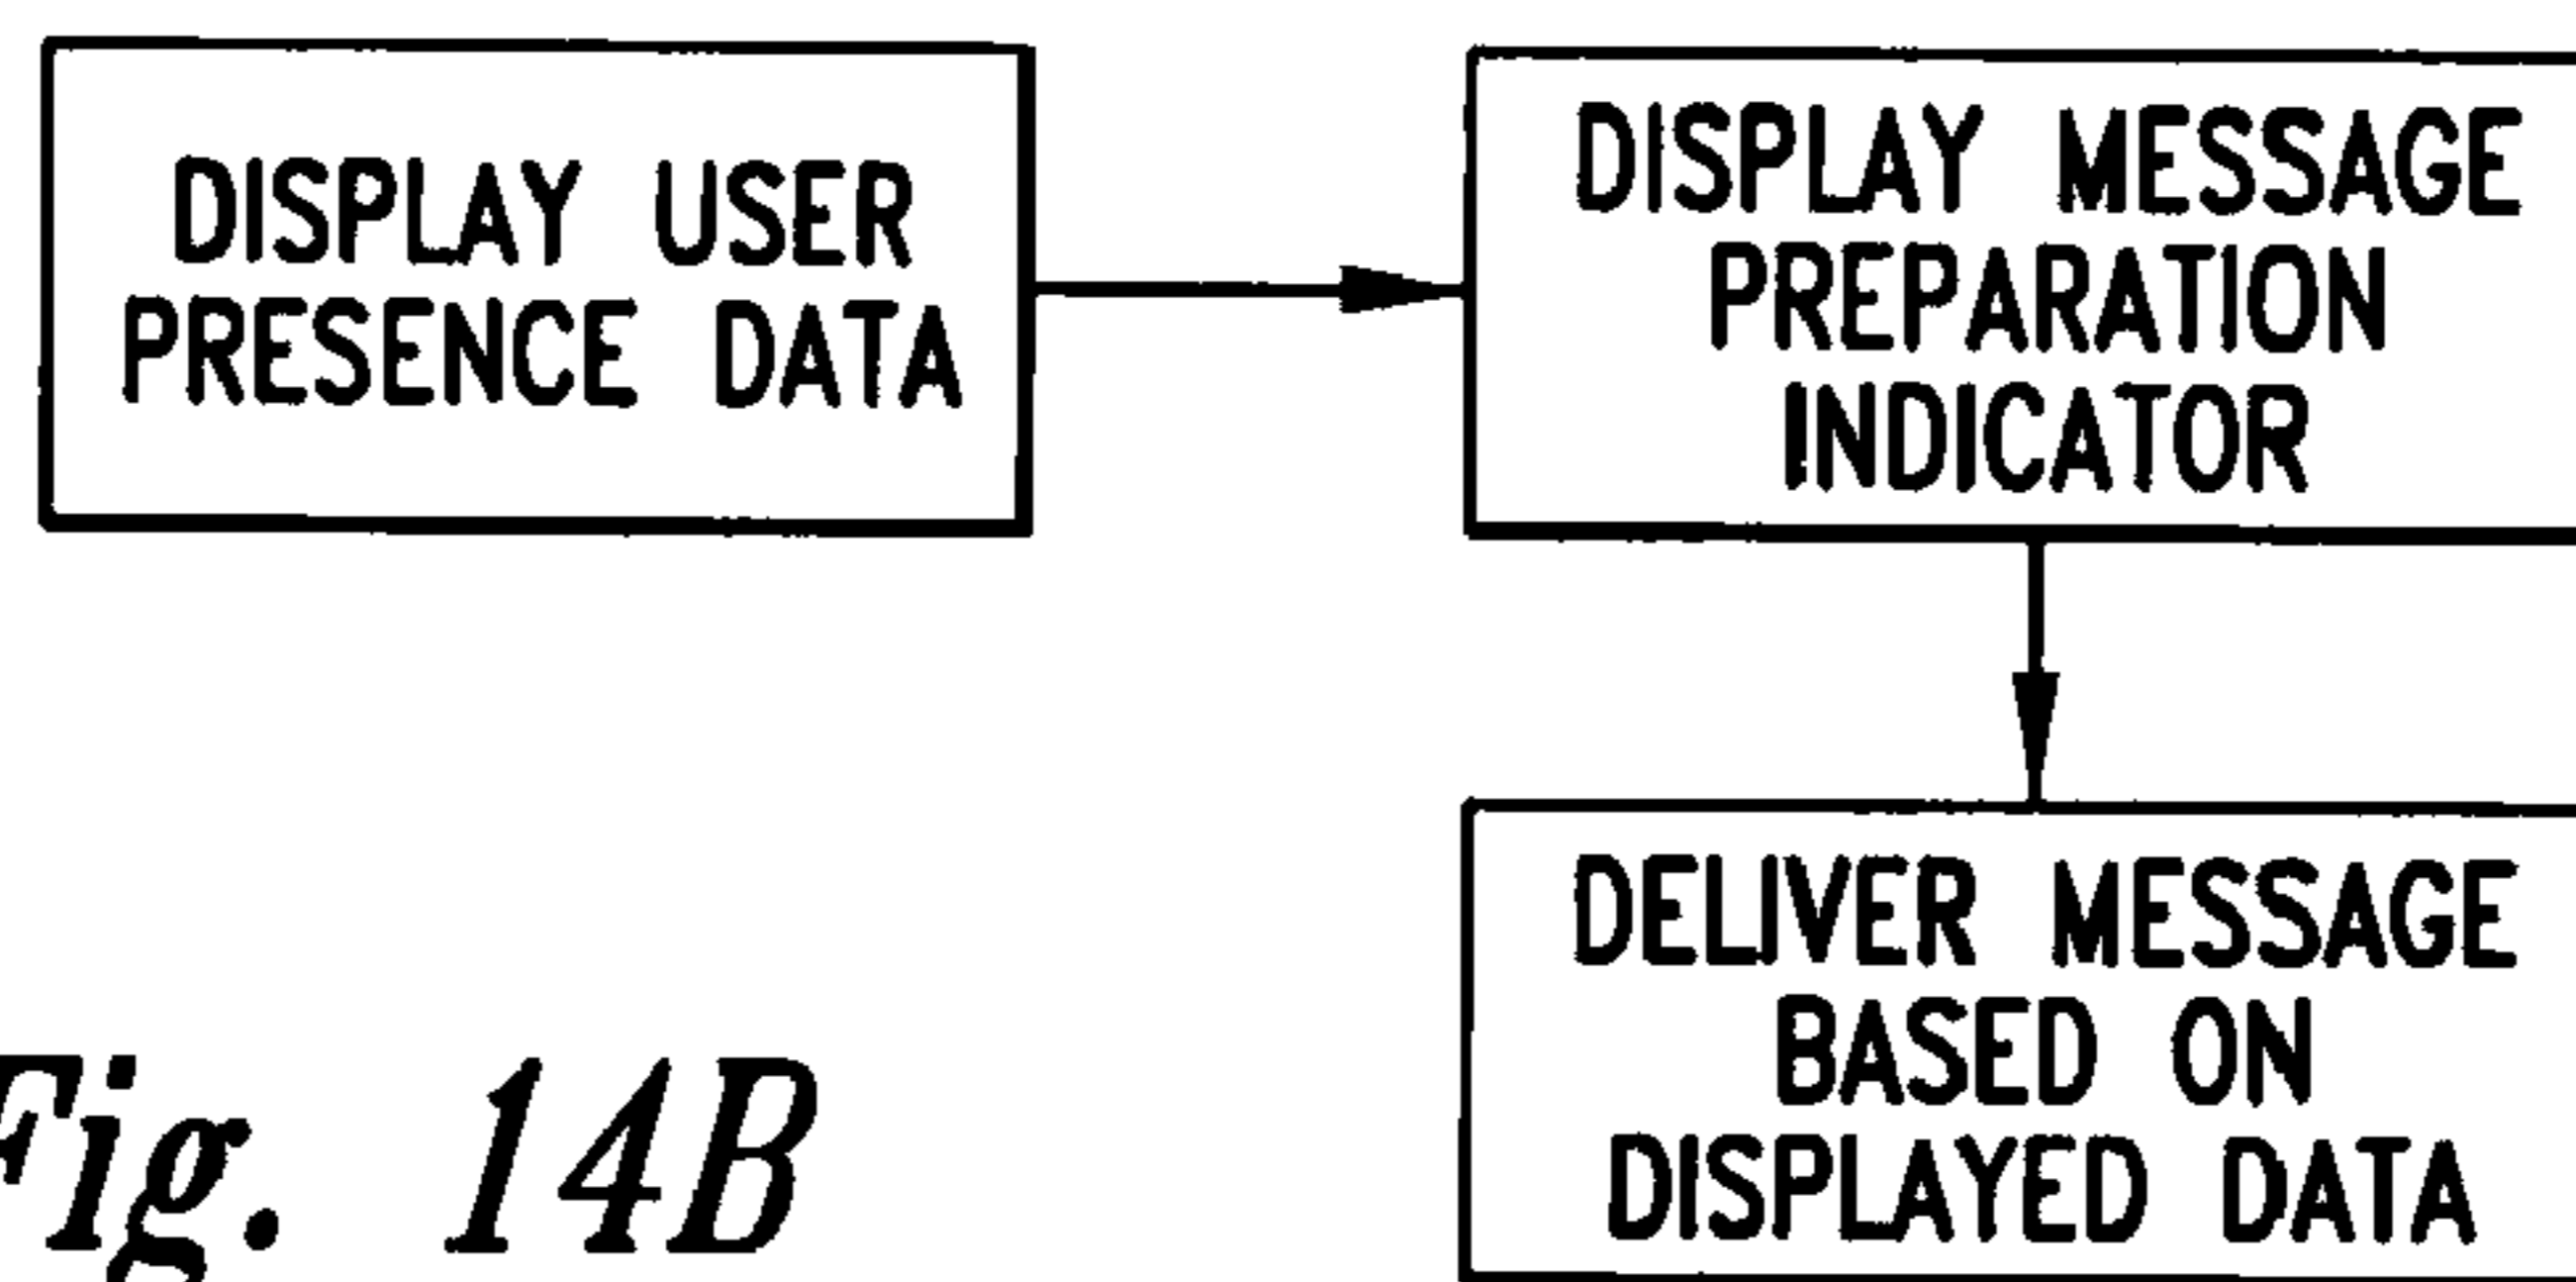 DISPLAY USER
PRESENCE DATA
DISPLAY MESSAGE
PREPARATION
INDICATOR
DELIVER MESSAGE
BASED ON
DISPLAYED DATA
Fig. 14B